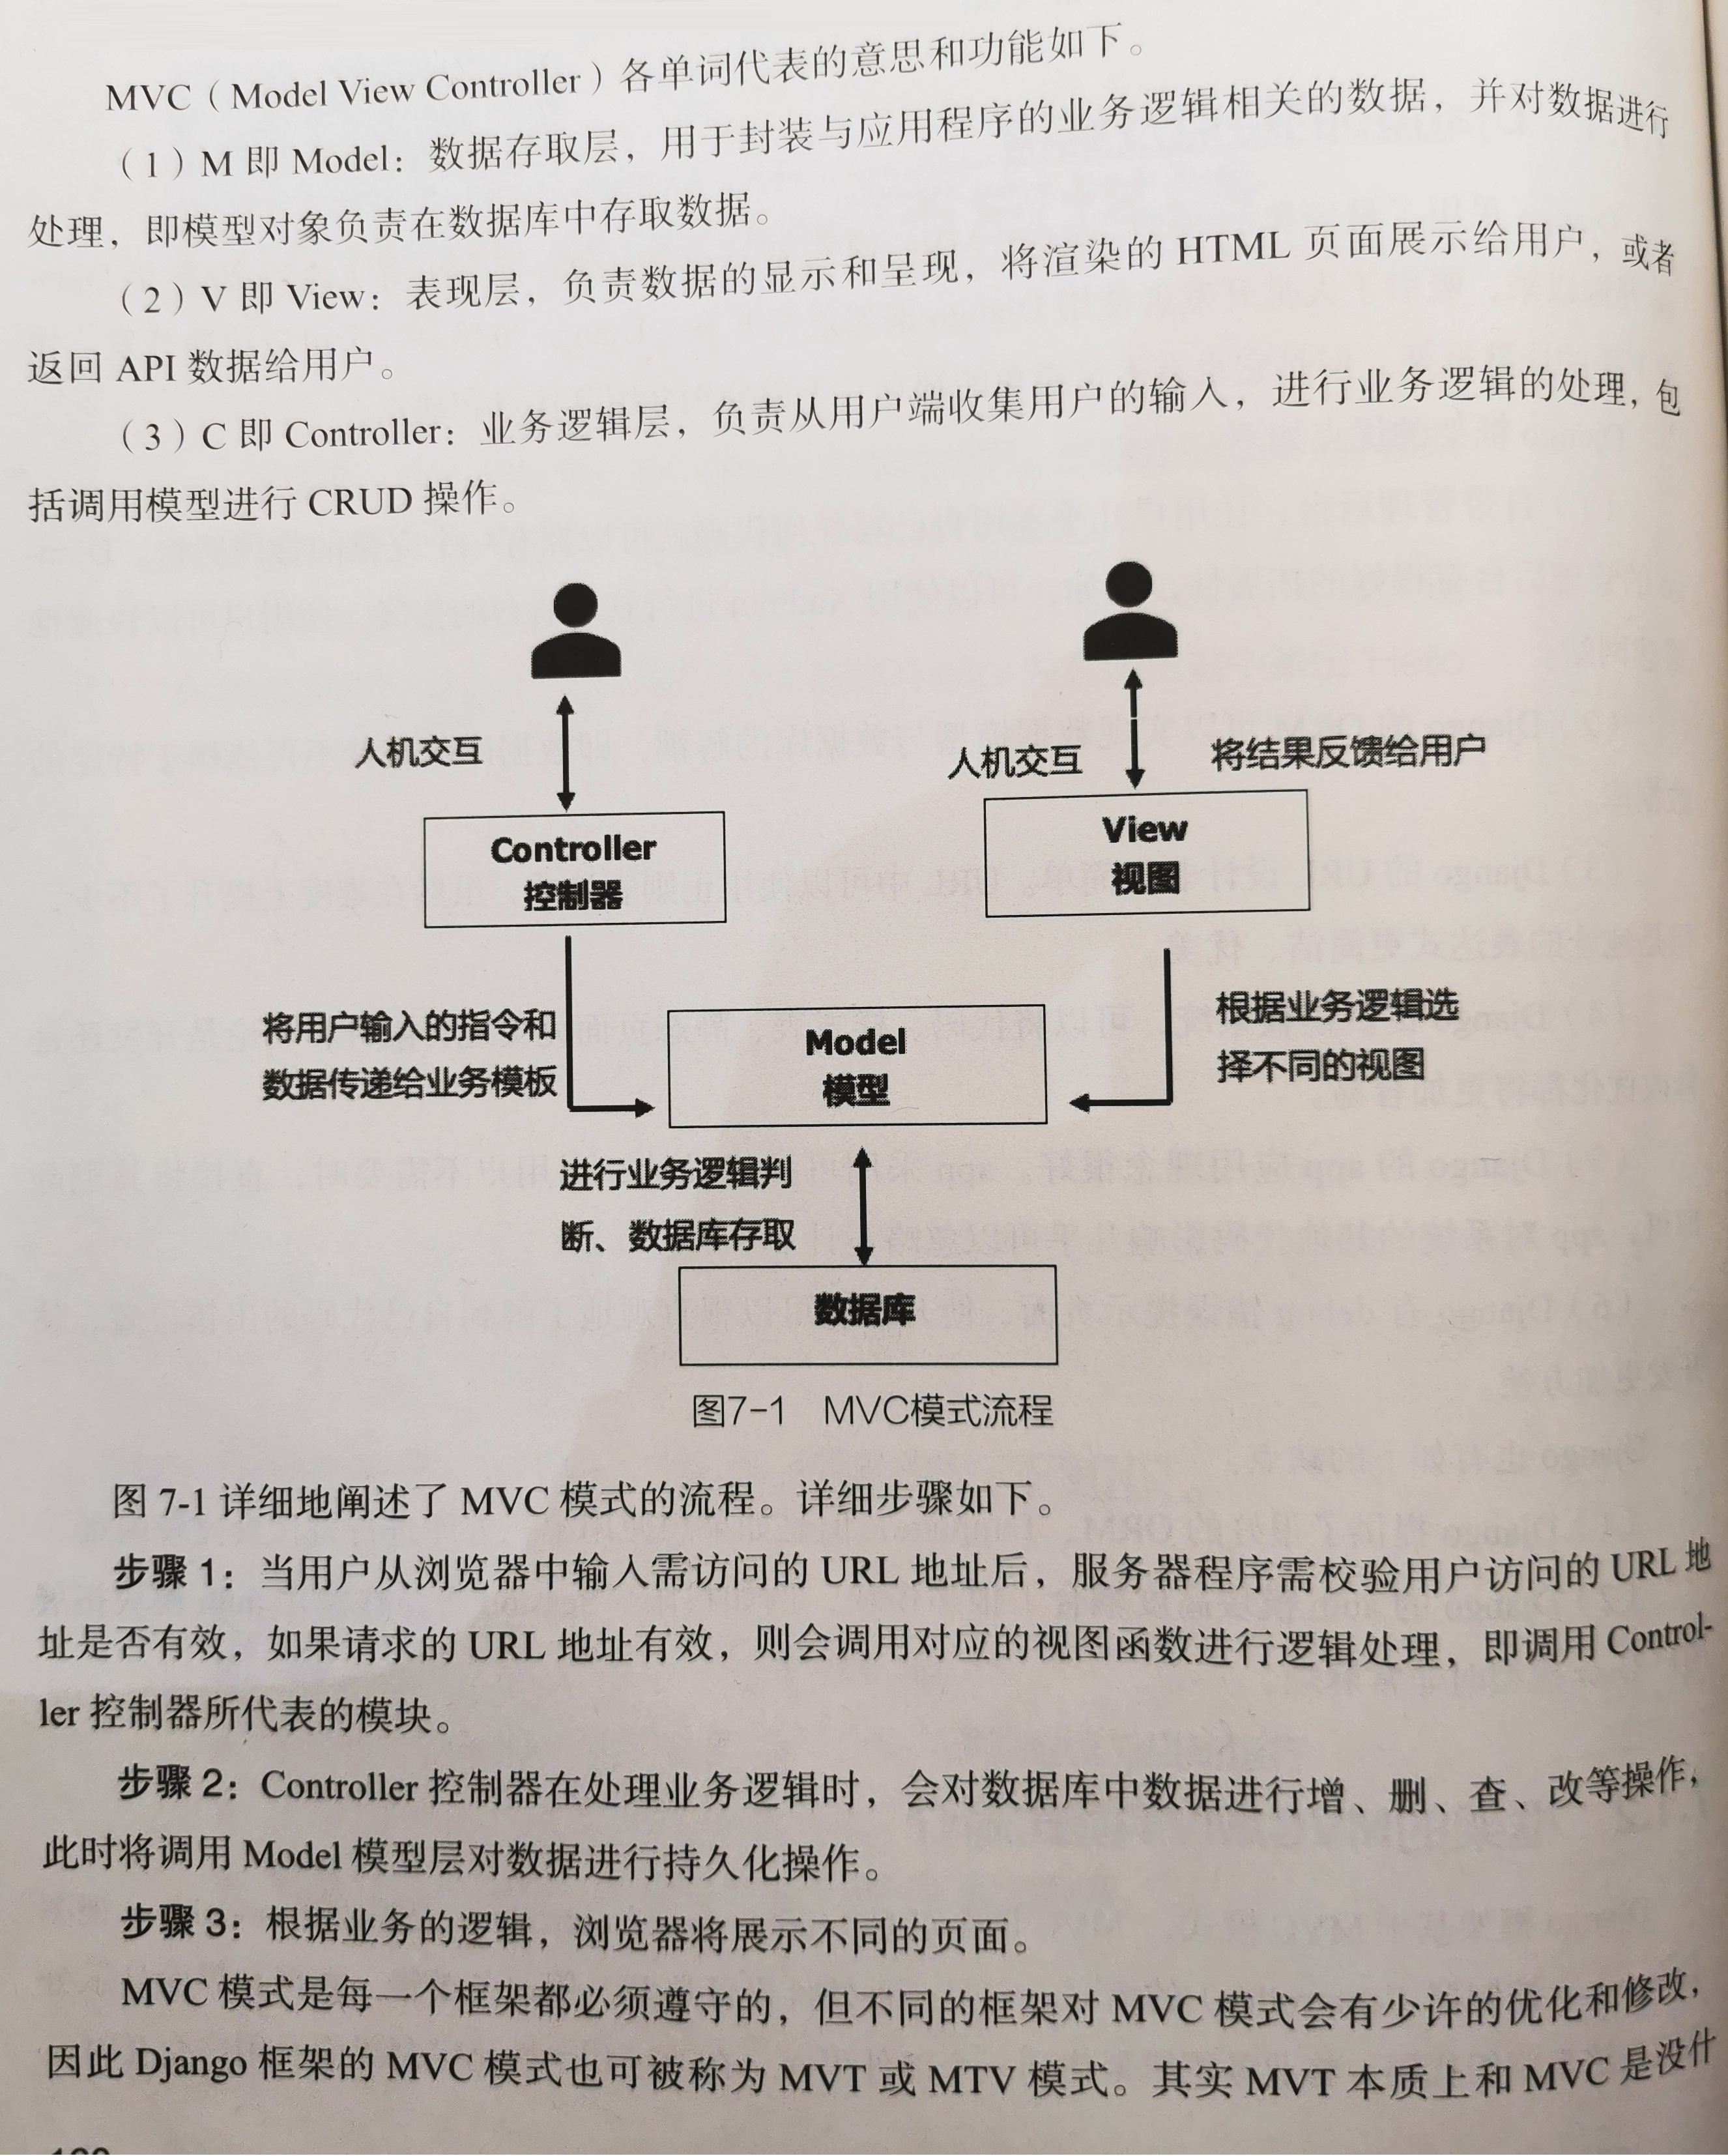 MVC（Model View Controller）各单词代表的意思和功能如下。
（1）M 即 Model：数据存取层，用于封装与应用程序的业务逻辑相关的数据，并对数据进行
处理，即模型对象负责在数据库中存取数据。
（2）V 即 View：表现层，负责数据的显示和呈现，将渲染的 HTML 页面展示给用户，或者
返回 API 数据给用户。
（3）C 即 Controller：业务逻辑层，负责从用户端收集用户的输入，进行业务逻辑的处理，包
括调用模型进行 CRUD 操作。
人机交互
人机交互
将结果反馈给用户
Controller
控制器
View
视图
将用户输入的指令和
数据传递给业务模板
Model
模型
根据业务逻辑选
择不同的视图
进行业务逻辑判
断、数据库存取
数据库
图7-1 MVC模式流程
图 7-1 详细地阐述了 MVC 模式的流程。详细步骤如下。
步骤 1：当用户从浏览器中输入需访问的 URL 地址后，服务器程序需校验用户访问的 URL 地
址是否有效，如果请求的 URL 地址有效，则会调用对应的视图函数进行逻辑处理，即调用 Control-
ler 控制器所代表的模块。
步骤 2：Controller 控制器在处理业务逻辑时，会对数据库中数据进行增、删、查、改等操作，
此时将调用 Model 模型层对数据进行持久化操作。
步骤 3：根据业务的逻辑，浏览器将展示不同的页面。
MVC 模式是每一个框架都必须遵守的，但不同的框架对 MVC 模式会有少许的优化和修改，
因此 Django 框架的 MVC 模式也可被称为 MVT 或 MTV 模式。其实 MVT 本质上和 MVC 是没什